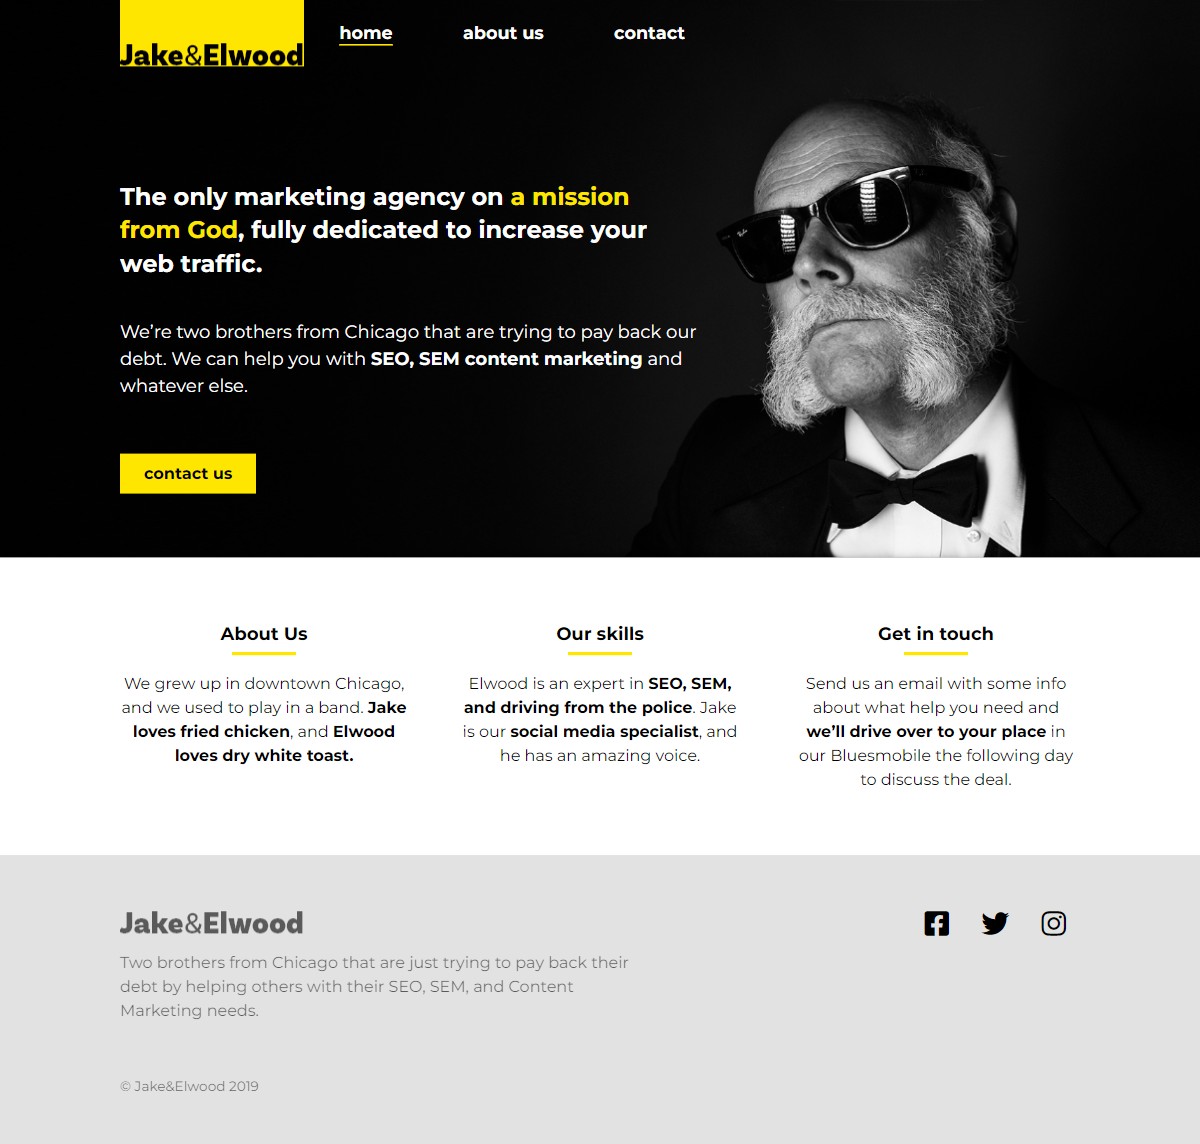 Jake&Elwood
home about us contact
The only marketing agency on a mission
from God, fully dedicated to increase your
web traffic.
We’re two brothers from Chicago that are trying to pay back our
debt. We can help you with SEO, SEM content marketing and
whatever else.
contact us
Ray-Ban
About Us
We grew up in downtown Chicago,
and we used to play in a band. Jake
loves fried chicken, and Elwood
loves dry white toast.
Our skills
Elwood is an expert in SEO, SEM,
and driving from the police. Jake
is our social media specialist, and
he has an amazing voice.
Get in touch
Send us an email with some info
about what help you need and
we’ll drive over to your place in
our Bluesmobile the following day
to discuss the deal.
Jake&Elwood
Two brothers from Chicago that are just trying to pay back their
debt by helping others with their SEO, SEM, and Content
Marketing needs.
© Jake&Elwood 2019